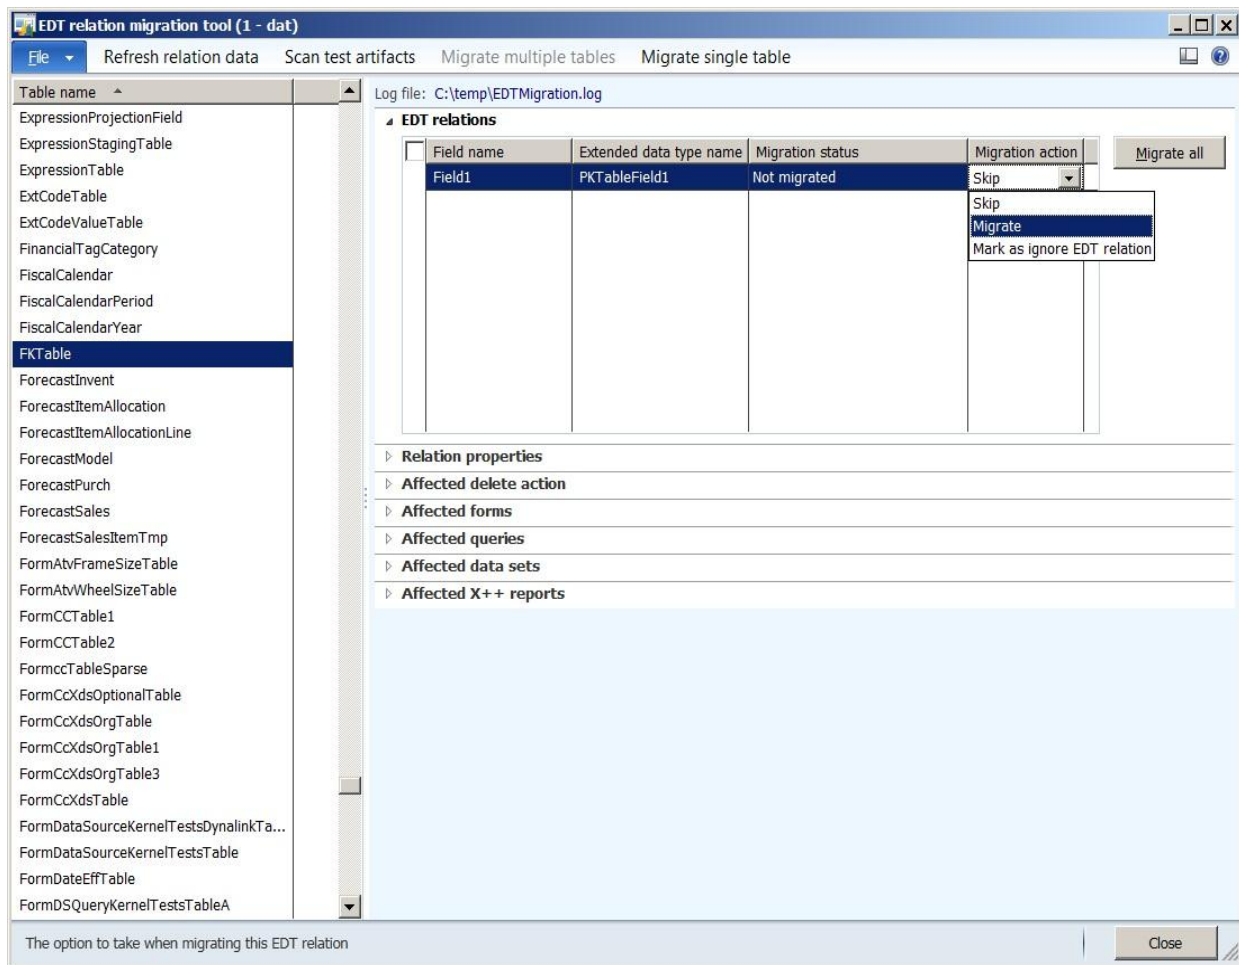 EDT relation migration tool (1 - dat)
File Refresh relation data Scan test artifacts Migrate multiple tables Migrate single table
Table name
ExpressionProjectionField
ExpressionStagingTable
ExpressionTable
ExtCodeTable
ExtCodeValueTable
FinancialTagCategory
FiscalCalendar
FiscalCalendarPeriod
FiscalCalendarYear
FKTable
ForecastInvent
ForecastItemAllocation
ForecastItemAllocationLine
ForecastModel
ForecastPurch
ForecastSales
ForecastSalesItemTmp
FormAtvFrameSizeTable
FormAtvWheelSizeTable
FormCCTable1
FormCCTable2
FormccTableSparse
FormCcXdsOptionalTable
FormCcXdsOrgTable
FormCcXdsOrgTable1
FormCcXdsOrgTable3
FormCcXdsTable
FormDataSourceKernelTestsDynalinkTa...
FormDataSourceKernelTestsTable
FormDateEffTable
FormDSQueryKernelTestsTableA
Log file: C:\temp\EDTMigration.log
EDT relations
Field name Extended data type name Migration status Migration action
Field1 PKTableField1 Not migrated Skip
Skip
Migrate
Mark as ignore EDT relation
Migrate all
Relation properties
Affected delete action
Affected forms
Affected queries
Affected data sets
Affected X++ reports
The option to take when migrating this EDT relation
Close